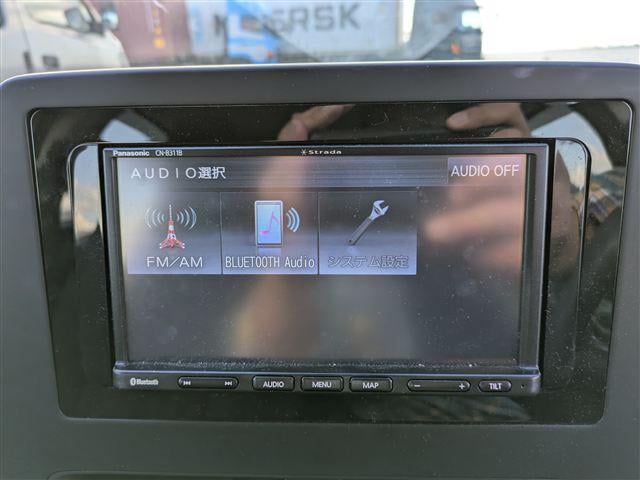 MAERSK
Panasonic CN-B311B
Strada
AUDIO選択
AUDIO OFF
FM/AM
BLUETOOTH Audio
システム設定
Bluetooth
AUDIO
MENU
MAP
− +
TILT